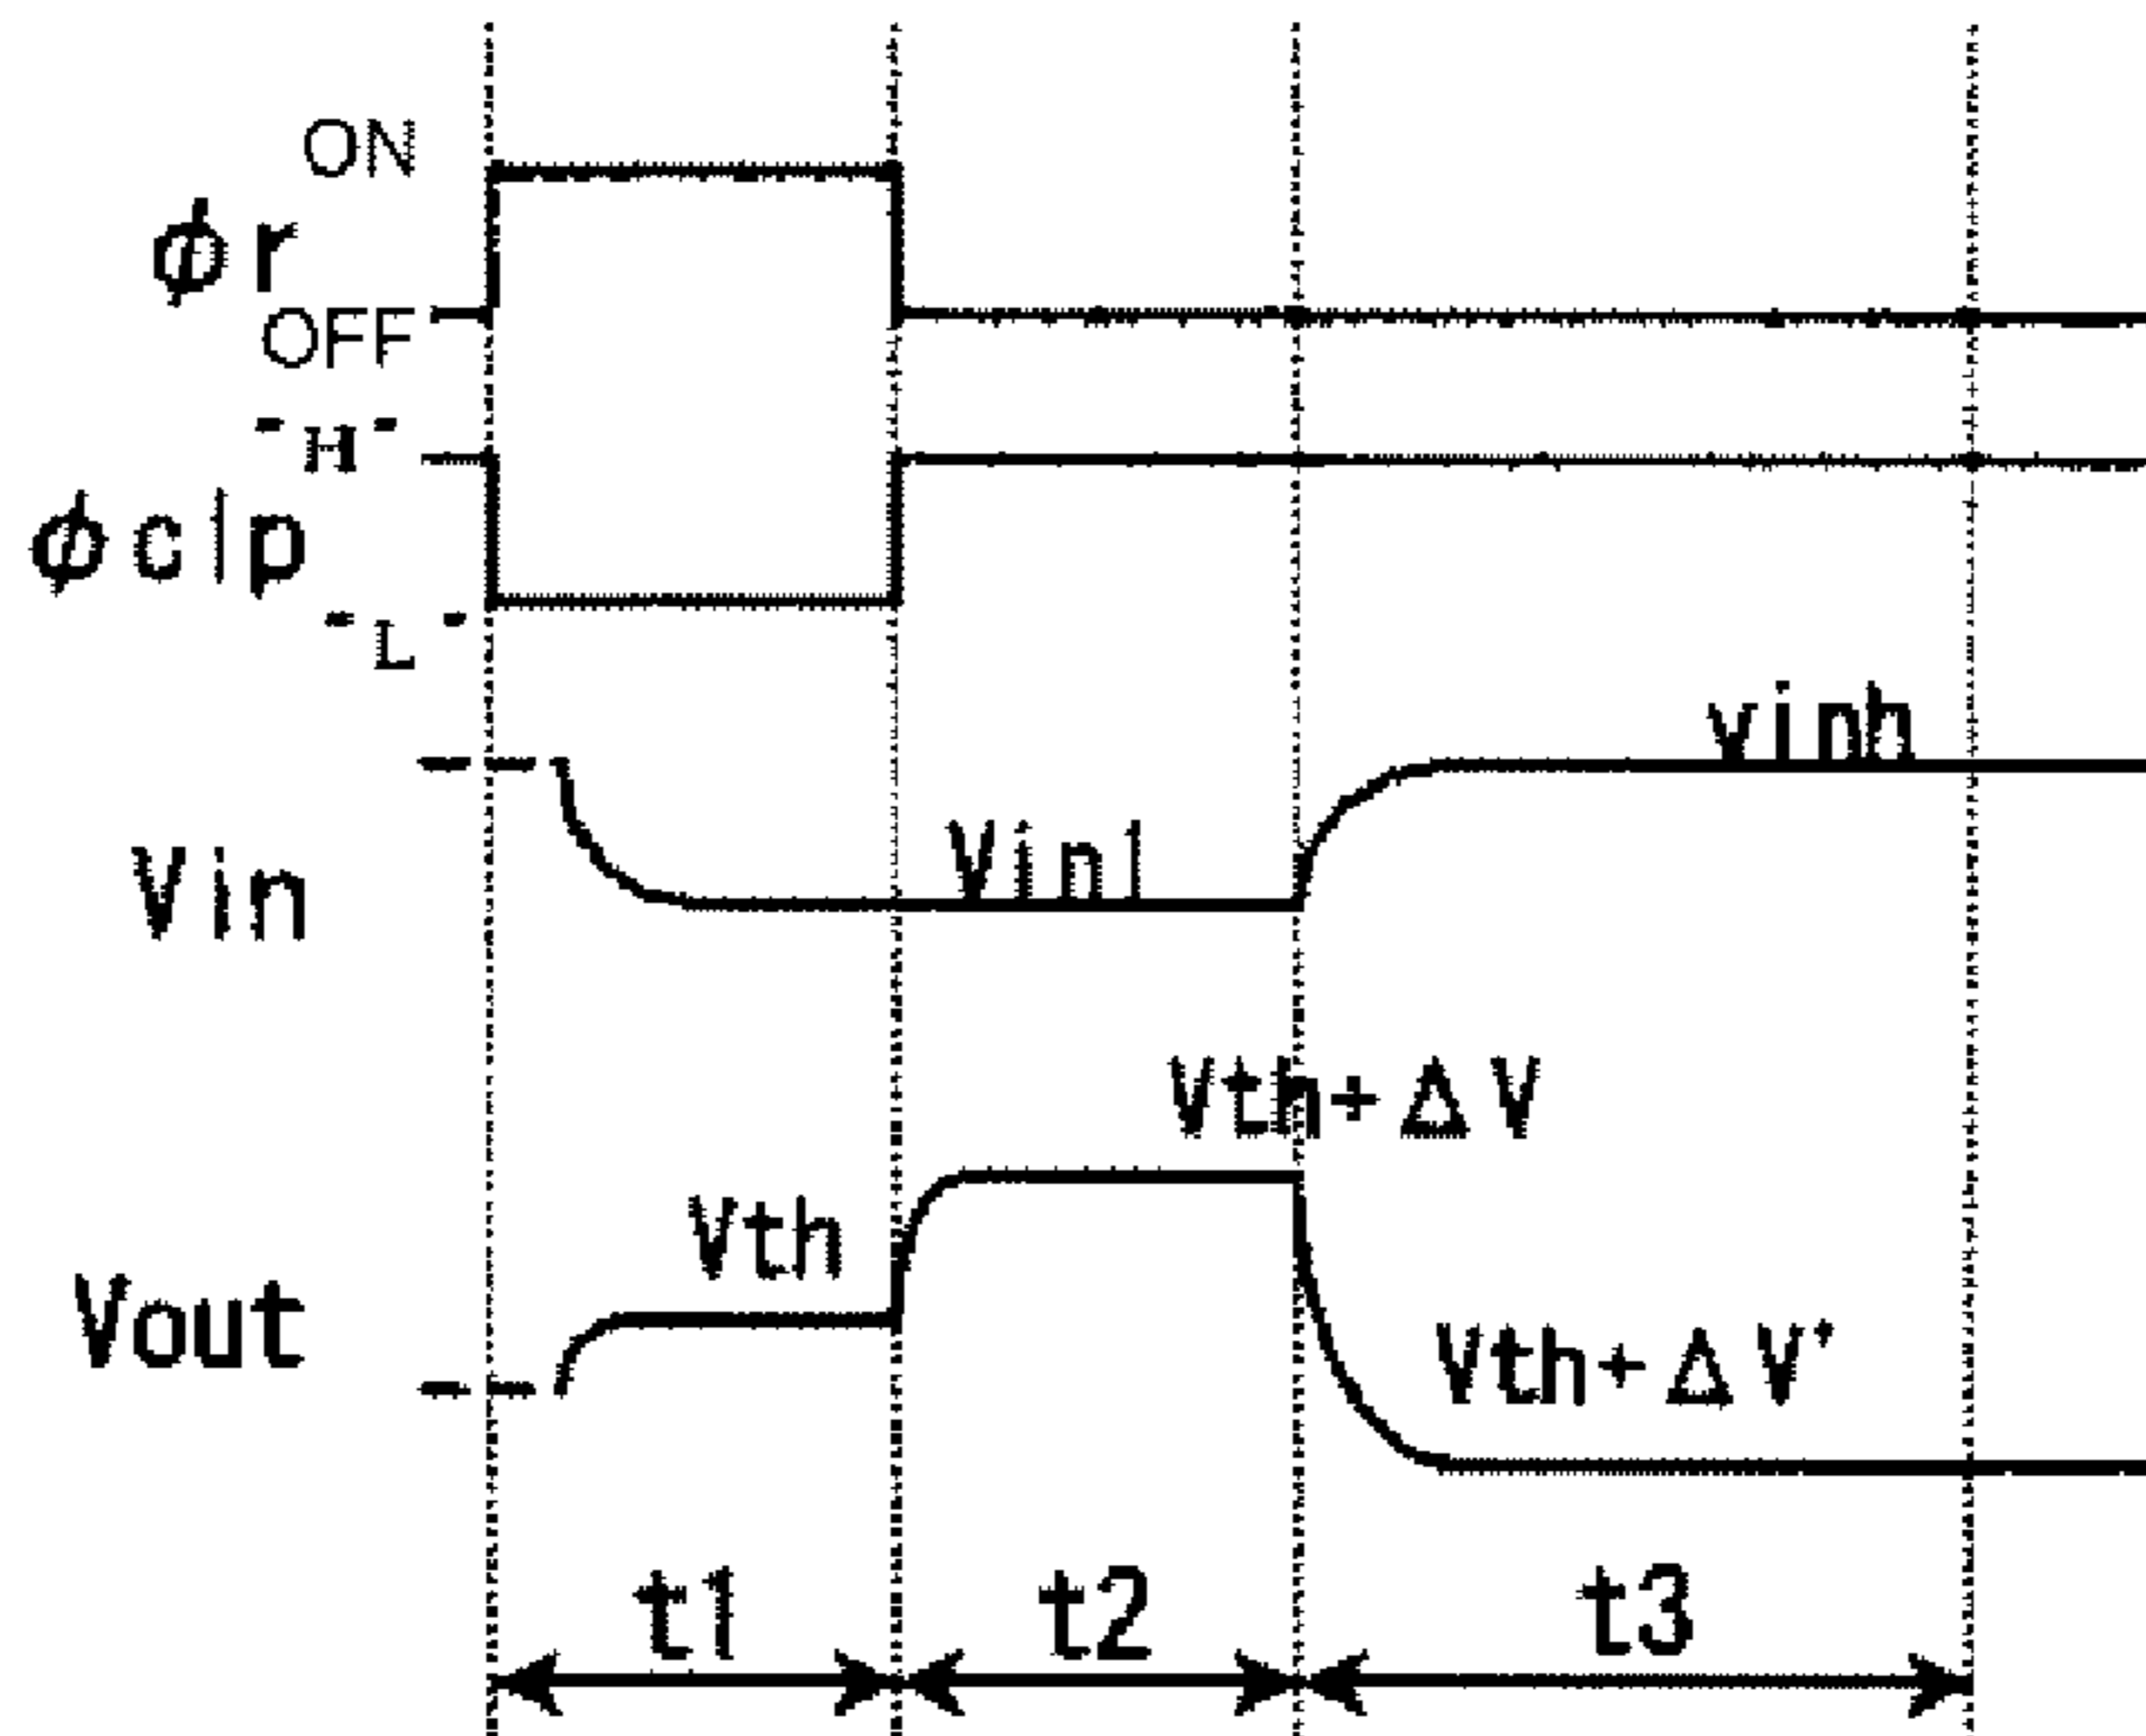 ON
φr
OFF
"H"
φclp
"L"
vinh
Vinl
Vin
Vth+ΔV
Vth
Vout
Vth+ΔV'
t1 t2 t3